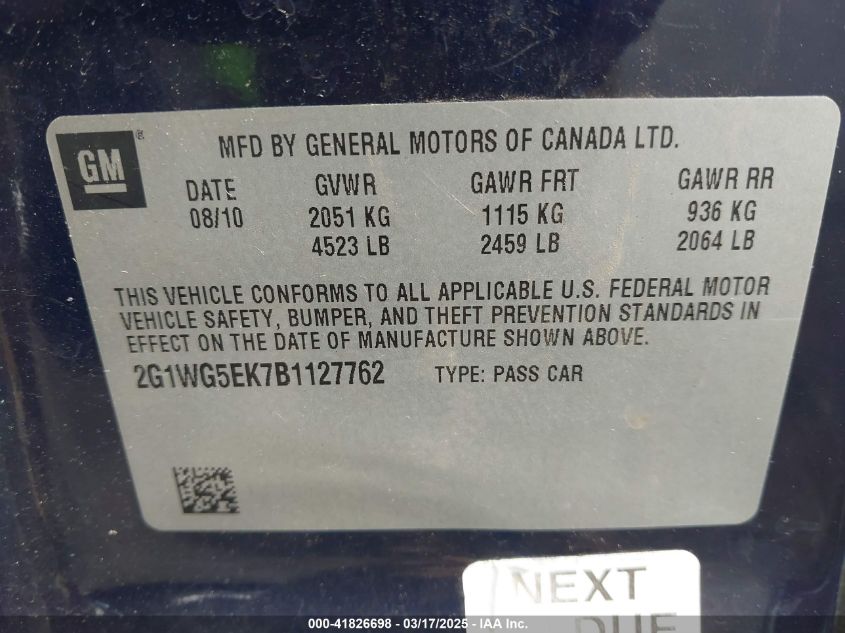 GM ®
MFD BY GENERAL MOTORS OF CANADA LTD.
DATE GVWR GAWR FRT GAWR RR
08/10 2051 KG 1115 KG 936 KG
4523 LB 2459 LB 2064 LB
THIS VEHICLE CONFORMS TO ALL APPLICABLE U.S. FEDERAL MOTOR
VEHICLE SAFETY, BUMPER, AND THEFT PREVENTION STANDARDS IN
EFFECT ON THE DATE OF MANUFACTURE SHOWN ABOVE.
2G1WG5EK7B1127762 TYPE: PASS CAR
NEXT
DUE
000-41826698 - 03/17/2025 - IAA Inc.